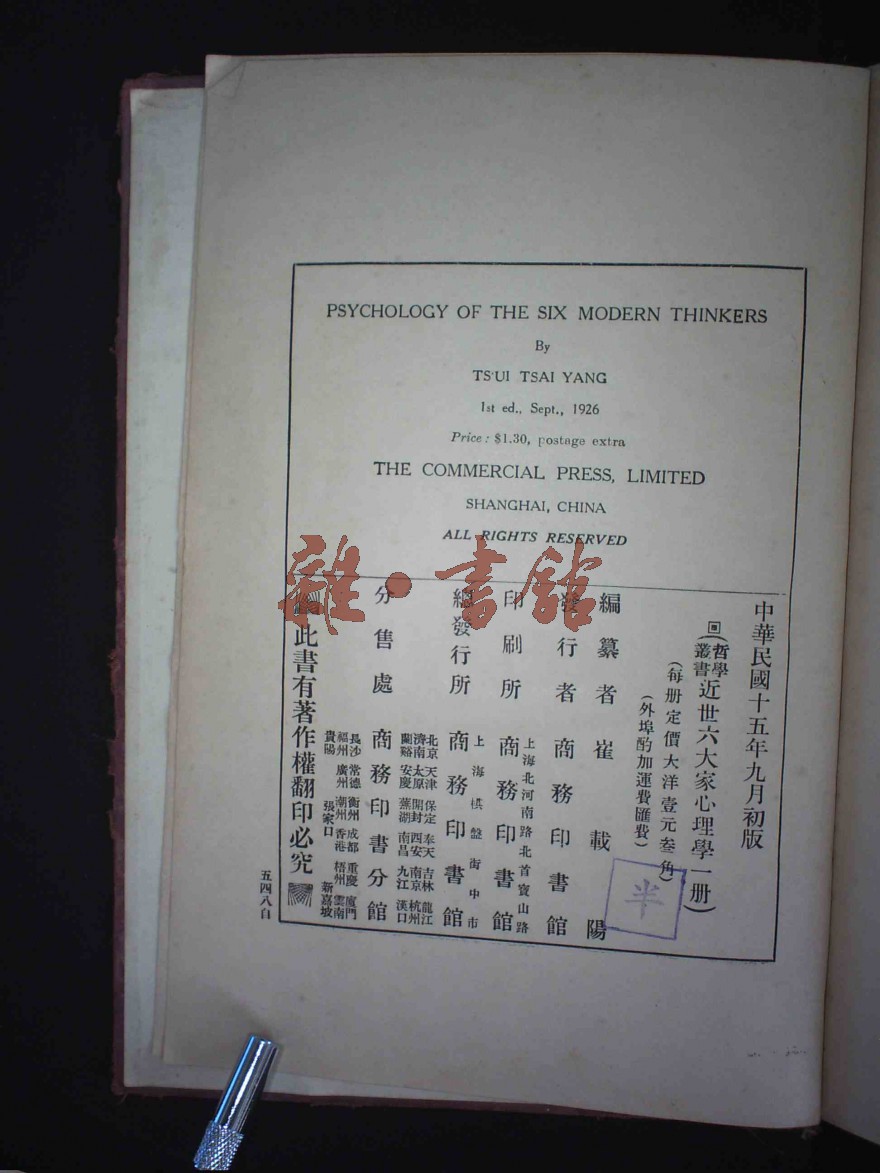 PSYCHOLOGY OF THE SIX MODERN THINKERS
By
TS'UI TSAI YANG
1st ed., Sept., 1926
Price: $1.30, postage extra
THE COMMERCIAL PRESS, LIMITED
SHANGHAI, CHINA
ALL RIGHTS RESERVED
雜·書館
中華民國十五年九月初版
(哲學叢書近世六大家心理學一册)
(每册定價大洋壹元叁角)
(外埠酌加運費匯費)
編纂者 崔載陽
發行者 商務印書館
上海北河南路北首寶山路
印刷所 商務印書館
上海棋盤街中市
總發行所 商務印書館
北京 天津 保定 奉天 吉林 龍江
濟南 太原 開封 西安 南京 杭州
蘭谿 安慶 蕪湖 南昌 九江 漢口
分售處 商務印書分館
長沙 常德 衡州 成都 重慶 廈門
福州 廣州 潮州 香港 梧州 雲南
貴陽 張家口 新嘉坡
此書有著作權翻印必究
五四八自
半